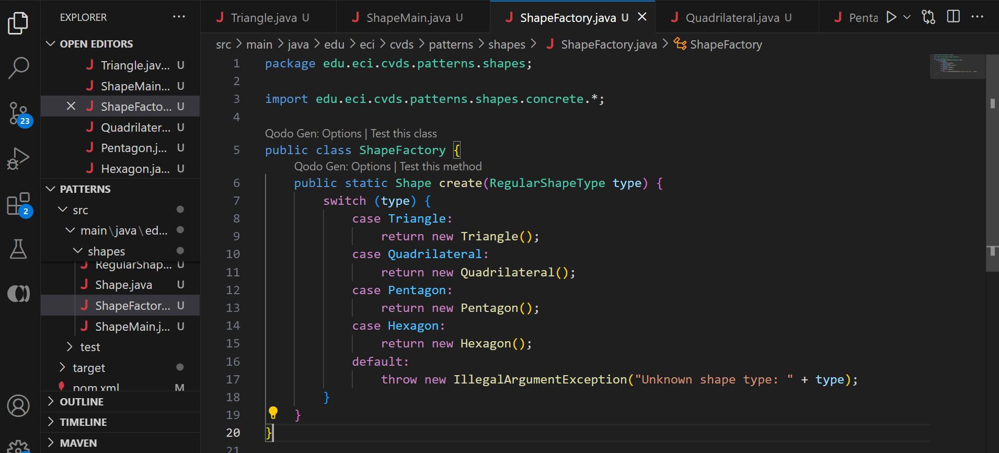 EXPLORER
OPEN EDITORS
Triangle.jav... U
ShapeMain... U
ShapeFacto... U
Quadrilater... U
Pentagon.j... U
Hexagon.ja... U
PATTERNS
src
main\java\ed...
shapes
RegularShap... U
Shape.java U
ShapeFactor... U
ShapeMain.j... U
test
target
pom.xml M
OUTLINE
TIMELINE
MAVEN
23
2
Triangle.java U ShapeMain.java U ShapeFactory.java U Quadrilateral.java U Penta
src > main > java > edu > eci > cvds > patterns > shapes > ShapeFactory.java > ShapeFactory
1 package edu.eci.cvds.patterns.shapes;
2
3 import edu.eci.cvds.patterns.shapes.concrete.*;
4
Qodo Gen: Options | Test this class
5 public class ShapeFactory {
Qodo Gen: Options | Test this method
6 public static Shape create(RegularShapeType type) {
7 switch (type) {
8 case Triangle:
9 return new Triangle();
10 case Quadrilateral:
11 return new Quadrilateral();
12 case Pentagon:
13 return new Pentagon();
14 case Hexagon:
15 return new Hexagon();
16 default:
17 throw new IllegalArgumentException("Unknown shape type: " + type);
18 }
19 }
20 }
21